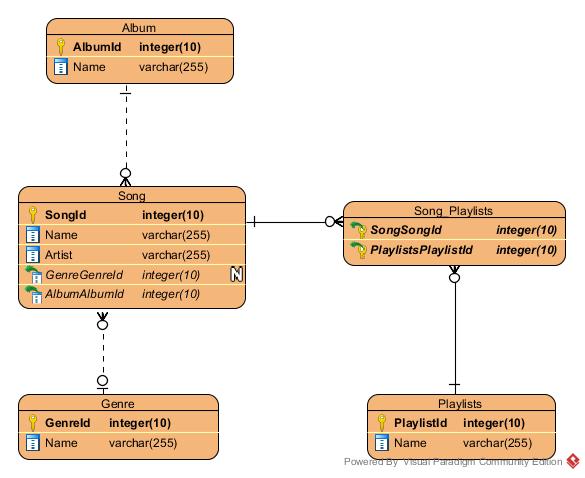 Album
AlbumId integer(10)
Name varchar(255)
Song
SongId integer(10)
Name varchar(255)
Artist varchar(255)
GenreGenreId integer(10) N
AlbumAlbumId integer(10)
Song_Playlists
SongSongId integer(10)
PlaylistsPlaylistId integer(10)
Genre
GenreId integer(10)
Name varchar(255)
Playlists
PlaylistId integer(10)
Name varchar(255)
Powered By Visual Paradigm Community Edition